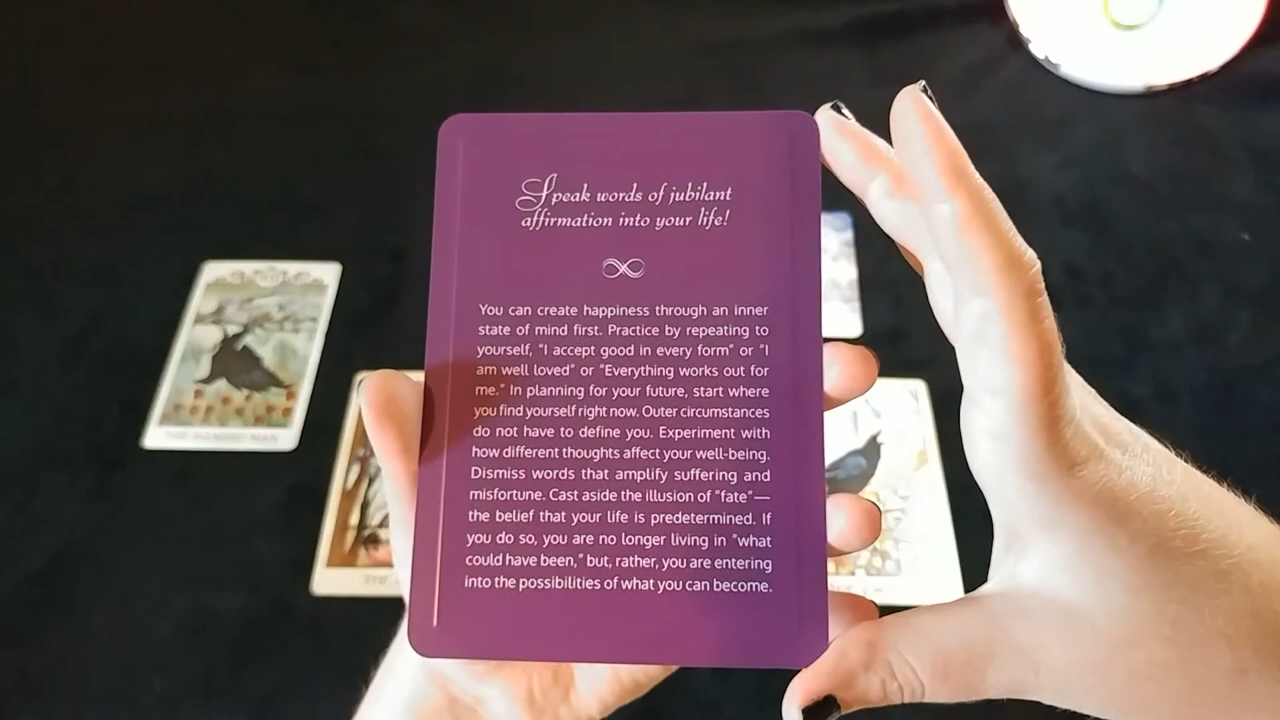 Speak words of jubilant
affirmation into your life!
You can create happiness through an inner
state of mind first. Practice by repeating to
yourself, “I accept good in every form” or “I
am well loved” or “Everything works out for
me.” In planning for your future, start where
you find yourself right now. Outer circumstances
do not have to define you. Experiment with
how different thoughts affect your well-being.
Dismiss words that amplify suffering and
misfortune. Cast aside the illusion of “fate”—
the belief that your life is predetermined. If
you do so, you are no longer living in “what
could have been,” but, rather, you are entering
into the possibilities of what you can become.
THE HANGED MAN
THE